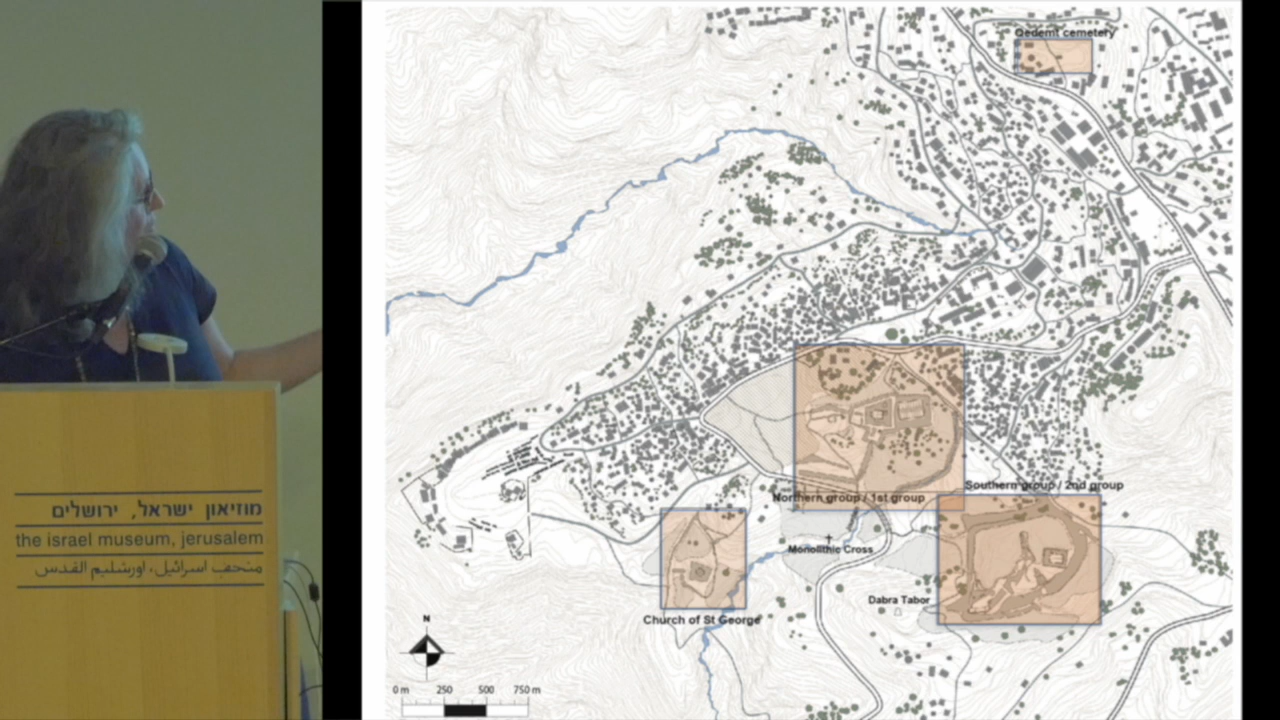 מוזיאון ישראל, ירושלים
the israel museum, jerusalem
متحف اسرائيل، اورشليم القدس
Qedemt cemetery
Northern group / 1st group
Southern group / 2nd group
Monolithic Cross
Dabra Tabor
Church of St George
N
0 m 250 500 750 m